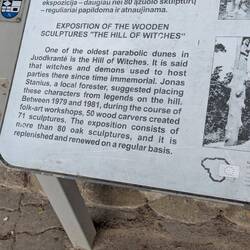 ekspozicija – daugiau nei 80 ąžuolo skulptūrų
– reguliariai papildoma ir atnaujinama.
EXPOSITION OF THE WOODEN
SCULPTURES "THE HILL OF WITCHES"
One of the oldest parabolic dunes in
Juodkrantė is the Hill of Witches. It is said
that witches and demons used to host
parties there since time immemorial. Jonas
Stanius, a local forester, suggested placing
these characters from legends on the hill.
Between 1979 and 1981, during the course of
folk-art workshops, 50 wood carvers created
71 sculptures. The exposition consists of
more than 80 oak sculptures, and it is
replenished and renewed on a regular basis.